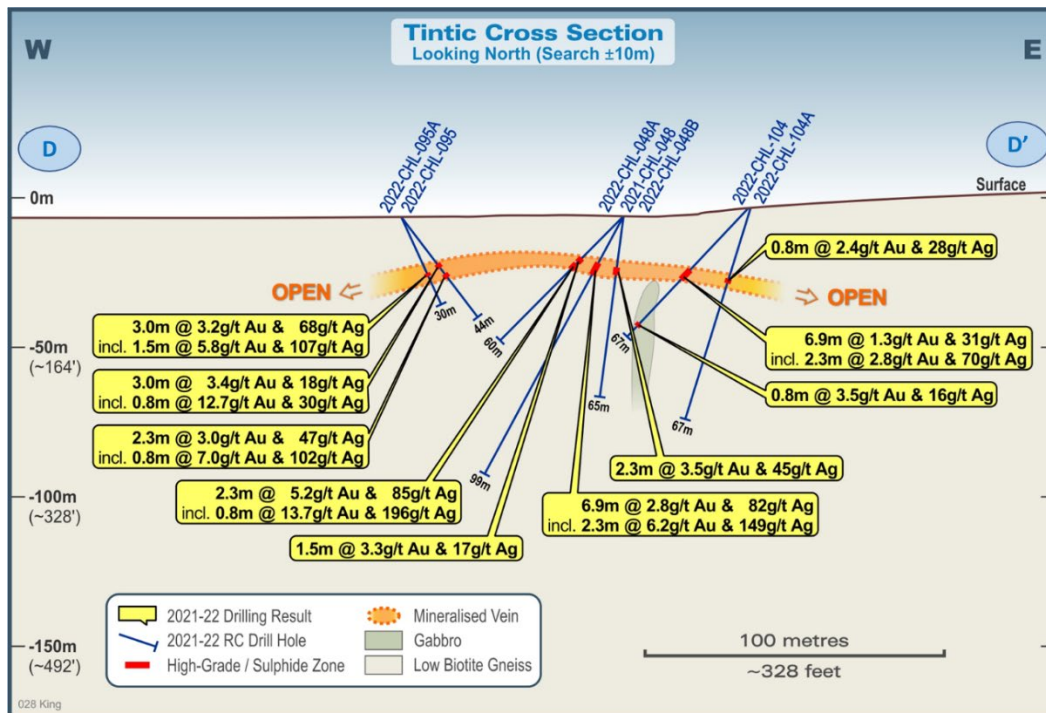 Tintic Cross Section
Looking North (Search ±10m)
W
E
D
D'
2022-CHL-095A
2022-CHL-095
2022-CHL-048A
2021-CHL-048
2022-CHL-048B
2022-CHL-104
2022-CHL-104A
0m
Surface
0.8m @ 2.4g/t Au & 28g/t Ag
OPEN
OPEN
30m
44m
60m
67m
3.0m @ 3.2g/t Au & 68g/t Ag
incl. 1.5m @ 5.8g/t Au & 107g/t Ag
6.9m @ 1.3g/t Au & 31g/t Ag
incl. 2.3m @ 2.8g/t Au & 70g/t Ag
-50m
(~164')
3.0m @ 3.4g/t Au & 18g/t Ag
incl. 0.8m @ 12.7g/t Au & 30g/t Ag
0.8m @ 3.5g/t Au & 16g/t Ag
65m
67m
2.3m @ 3.0g/t Au & 47g/t Ag
incl. 0.8m @ 7.0g/t Au & 102g/t Ag
2.3m @ 3.5g/t Au & 45g/t Ag
99m
-100m
(~328')
2.3m @ 5.2g/t Au & 85g/t Ag
incl. 0.8m @ 13.7g/t Au & 196g/t Ag
6.9m @ 2.8g/t Au & 82g/t Ag
incl. 2.3m @ 6.2g/t Au & 149g/t Ag
1.5m @ 3.3g/t Au & 17g/t Ag
-150m
(~492')
2021-22 Drilling Result
2021-22 RC Drill Hole
High-Grade / Sulphide Zone
Mineralised Vein
Gabbro
Low Biotite Gneiss
100 metres
~328 feet
028 King